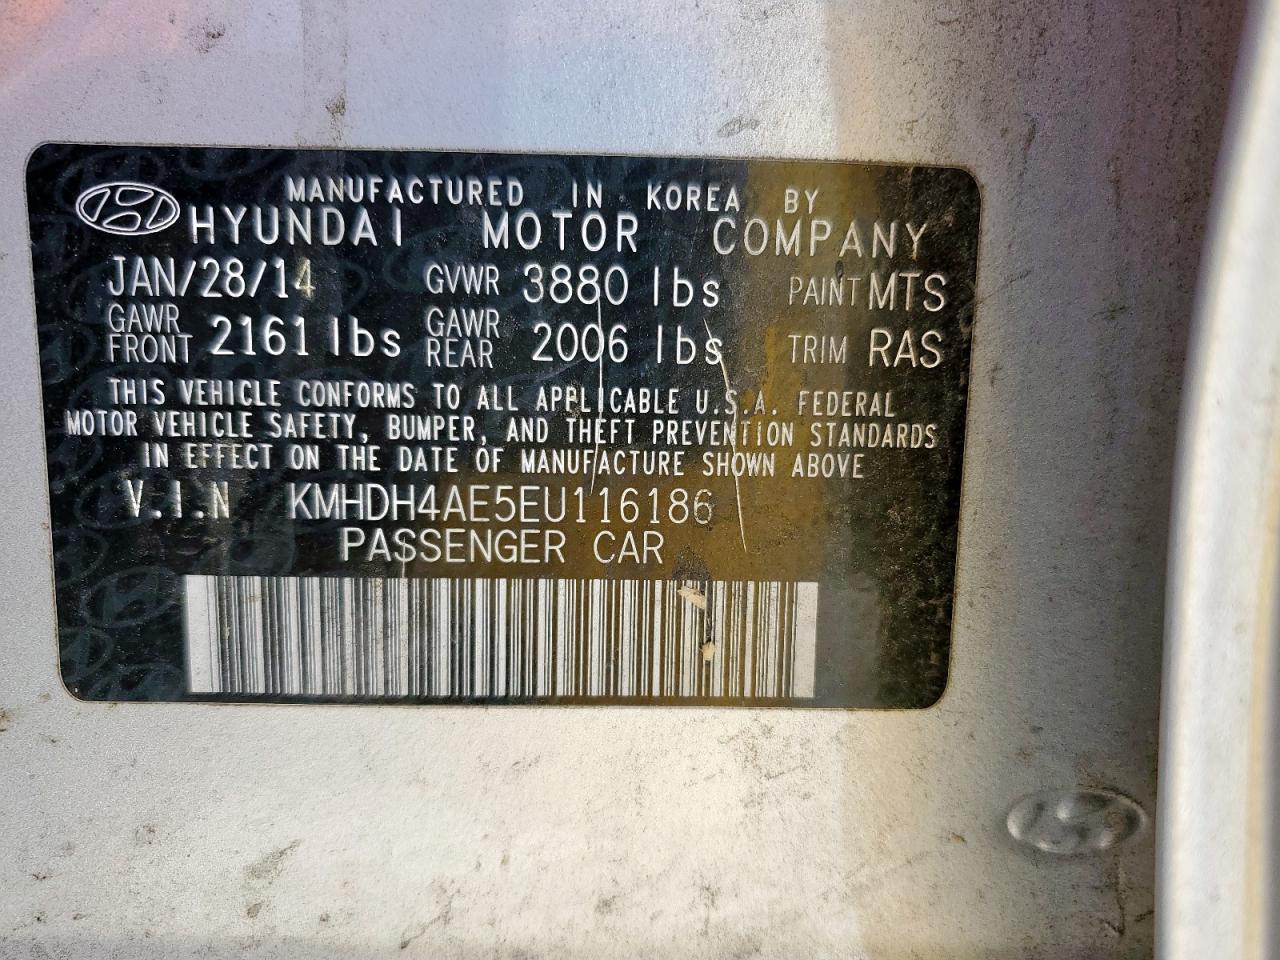 MANUFACTURED IN KOREA BY
HYUNDAI MOTOR COMPANY
JAN/28/14 GVWR 3880 lbs PAINT MTS
GAWR FRONT 2161 lbs GAWR REAR 2006 lbs TRIM RAS
THIS VEHICLE CONFORMS TO ALL APPLICABLE U.S.A. FEDERAL
MOTOR VEHICLE SAFETY, BUMPER, AND THEFT PREVENTION STANDARDS
IN EFFECT ON THE DATE OF MANUFACTURE SHOWN ABOVE
V.I.N KMHDH4AE5EU116186
PASSENGER CAR